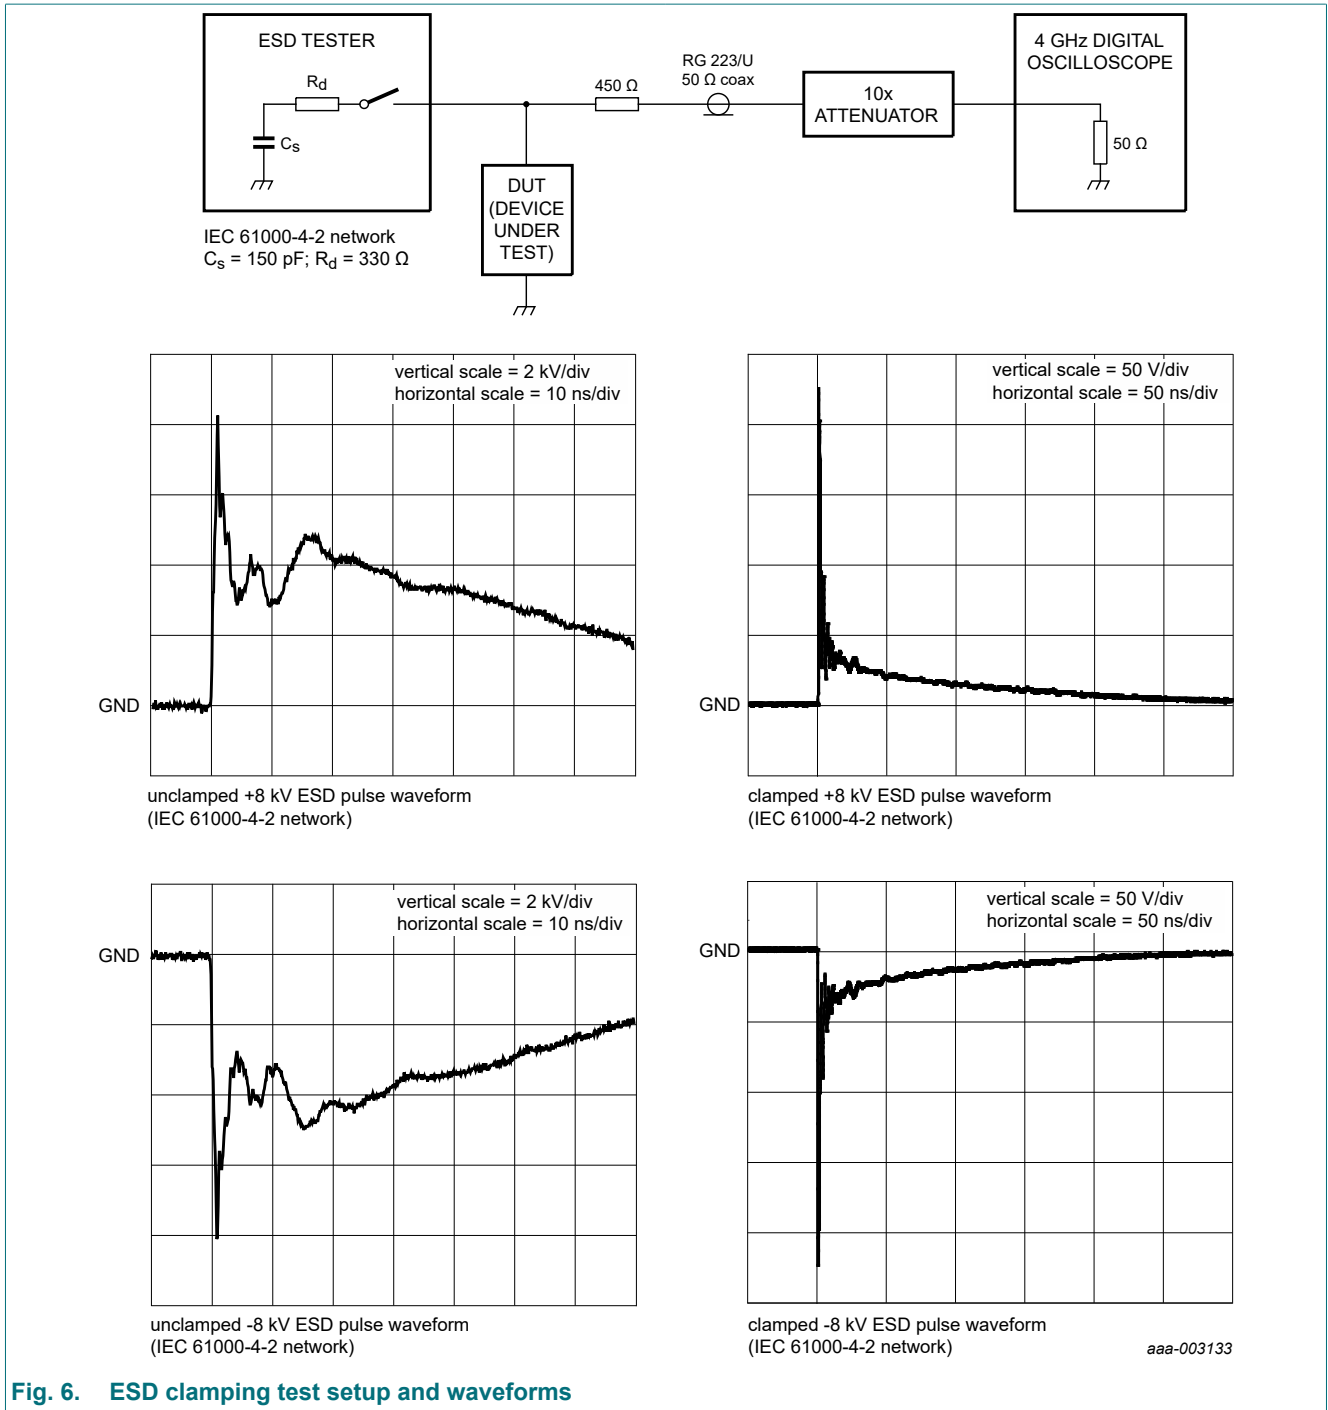 ESD TESTER
Rd
Cs
IEC 61000-4-2 network
Cs = 150 pF; Rd = 330 Ω
DUT
(DEVICE
UNDER
TEST)
450 Ω
RG 223/U
50 Ω coax
10x
ATTENUATOR
4 GHz DIGITAL
OSCILLOSCOPE
50 Ω
vertical scale = 2 kV/div
horizontal scale = 10 ns/div
GND
unclamped +8 kV ESD pulse waveform
(IEC 61000-4-2 network)
vertical scale = 50 V/div
horizontal scale = 50 ns/div
GND
clamped +8 kV ESD pulse waveform
(IEC 61000-4-2 network)
vertical scale = 2 kV/div
horizontal scale = 10 ns/div
GND
unclamped -8 kV ESD pulse waveform
(IEC 61000-4-2 network)
vertical scale = 50 V/div
horizontal scale = 50 ns/div
GND
clamped -8 kV ESD pulse waveform
(IEC 61000-4-2 network)
aaa-003133
Fig. 6. ESD clamping test setup and waveforms